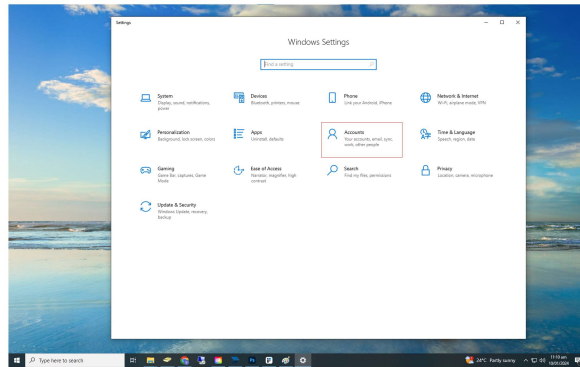 Settings
Windows Settings
Find a setting
System
Display, sound, notifications,
power
Devices
Bluetooth, printers, mouse
Phone
Link your Android, iPhone
Network & Internet
Wi-Fi, airplane mode, VPN
Personalization
Background, lock screen, colors
Apps
Uninstall, defaults
Accounts
Your accounts, email, sync,
work, other people
Time & Language
Speech, region, date
Gaming
Game Bar, captures, Game
Mode
Ease of Access
Narrator, magnifier, high
contrast
Search
Find my files, permissions
Privacy
Location, camera, microphone
Update & Security
Windows Update, recovery,
backup
Type here to search
24°C Partly sunny
11:10 am
10/01/2024